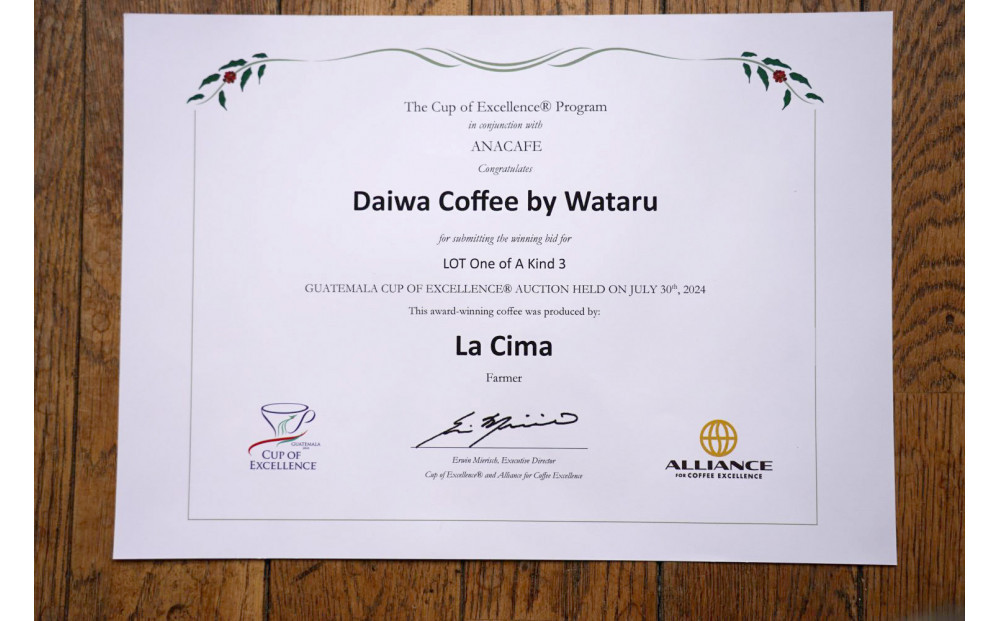 The Cup of Excellence® Program
in conjunction with
ANACAFE
Congratulates
Daiwa Coffee by Wataru
for submitting the winning bid for
LOT One of A Kind 3
GUATEMALA CUP OF EXCELLENCE® AUCTION HELD ON JULY 30th, 2024
This award-winning coffee was produced by:
La Cima
Farmer
GUATEMALA
CUP OF
EXCELLENCE
Erwin Mierisch, Executive Director
Cup of Excellence® and Alliance for Coffee Excellence
ALLIANCE
FOR COFFEE EXCELLENCE